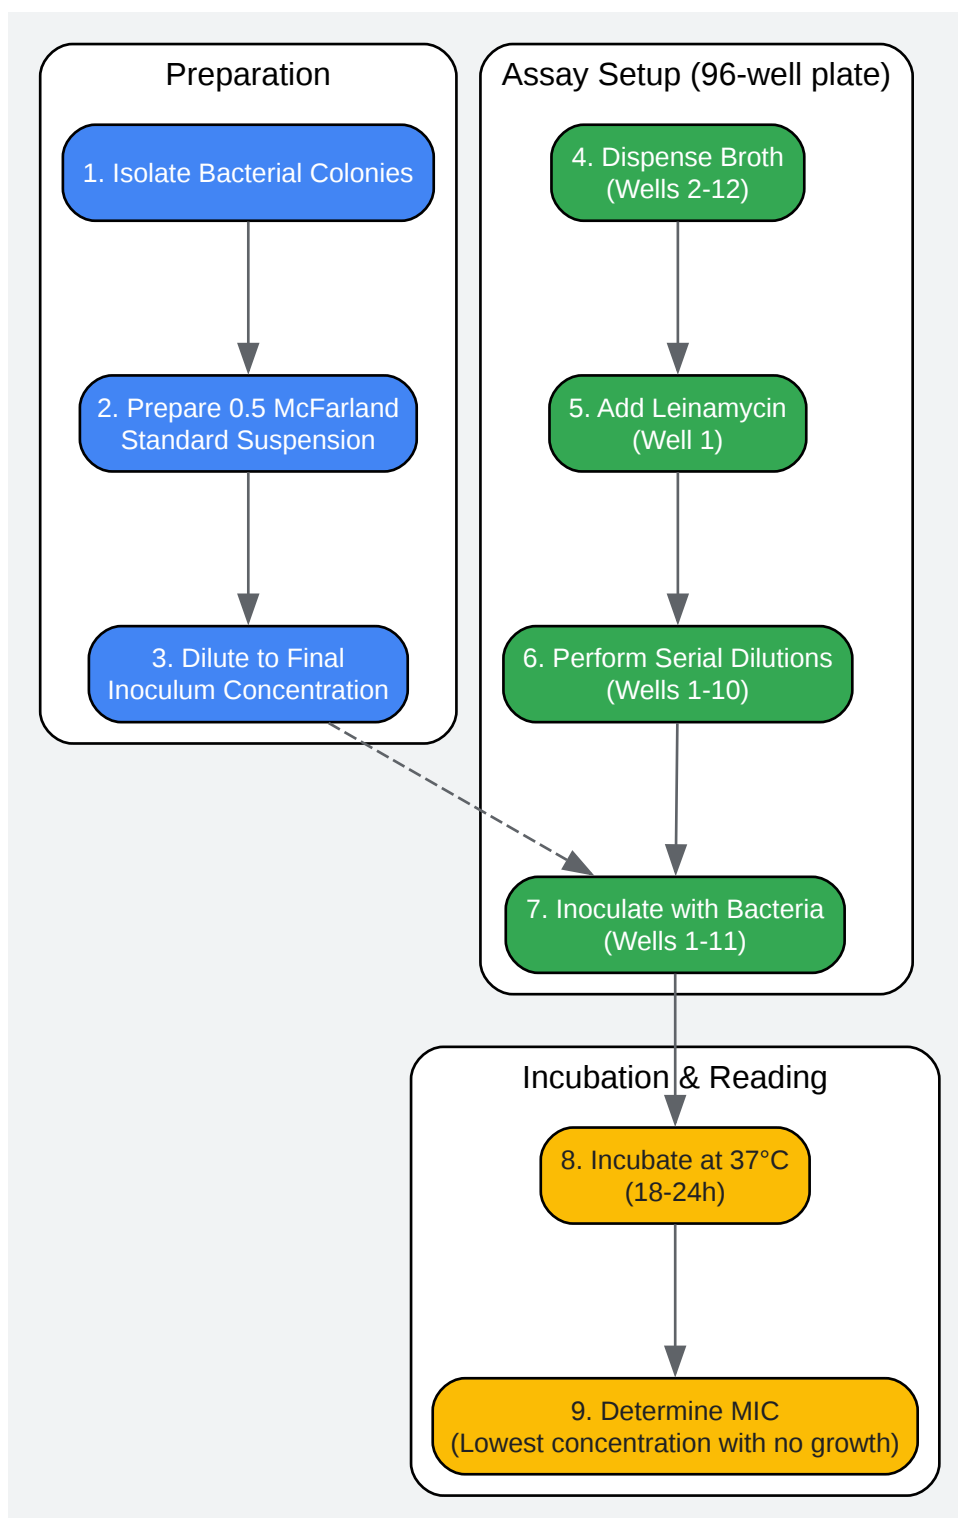 Preparation
1. Isolate Bacterial Colonies
2. Prepare 0.5 McFarland
Standard Suspension
3. Dilute to Final
Inoculum Concentration
Assay Setup (96-well plate)
4. Dispense Broth
(Wells 2-12)
5. Add Leinamycin
(Well 1)
6. Perform Serial Dilutions
(Wells 1-10)
7. Inoculate with Bacteria
(Wells 1-11)
Incubation & Reading
8. Incubate at 37°C
(18-24h)
9. Determine MIC
(Lowest concentration with no growth)